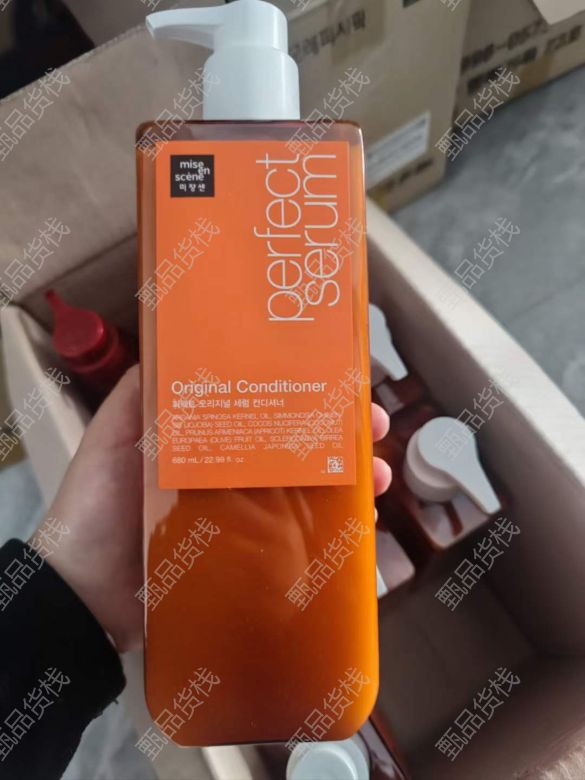 mise
en
scène
미쟝센
perfect
serum
Original Conditioner
퍼펙트 오리지널 세럼 컨디셔너
ARGANIA SPINOSA KERNEL OIL, SIMMONDSIA CHINEN
SIS (JOJOBA) SEED OIL, COCOS NUCIFERA (COCONUT)
OIL, PRUNUS ARMENIACA (APRICOT) KERNEL OIL, OLEA
EUROPAEA (OLIVE) FRUIT OIL, SCLEROCARYA BIRREA
SEED OIL, CAMELLIA JAPONICA SEED OIL
680 mL / 22.99 fl. oz
甄品货栈